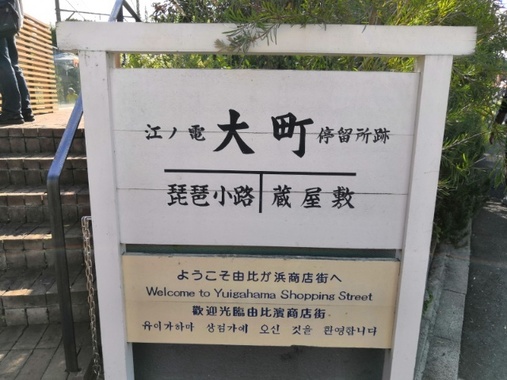 江ノ電 大町 停留所跡
琵琶小路 蔵屋敷
ようこそ由比ガ浜商店街へ
Welcome to Yuigahama Shopping Street
歡迎光臨由比濱商店街
유이가하마 상점가에 오신 것을 환영합니다